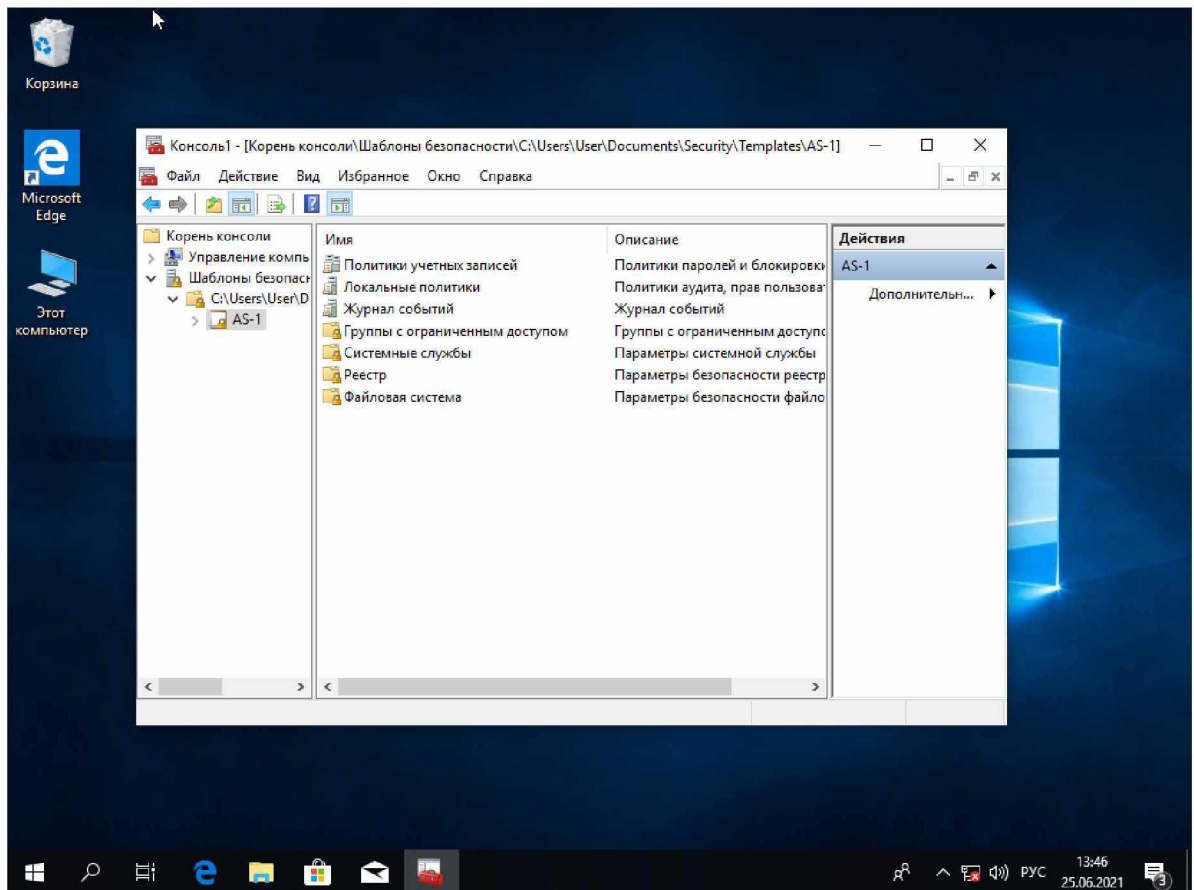 Корзина
Microsoft
Edge
Этот
компьютер
Консоль1 - [Корень консоли\Шаблоны безопасности\C:\Users\User\Documents\Security\Templates\AS-1]
Файл Действие Вид Избранное Окно Справка
Корень консоли
Управление компь
Шаблоны безопасн
C:\Users\User\D
AS-1
Имя Описание
Политики учетных записей Политики паролей и блокировки
Локальные политики Политики аудита, прав пользоват
Журнал событий Журнал событий
Группы с ограниченным доступом Группы с ограниченным доступо
Системные службы Параметры системной службы
Реестр Параметры безопасности реестр
Файловая система Параметры безопасности файло
Действия
AS-1
Дополнительн...
РУС
13:46
25.06.2021
3